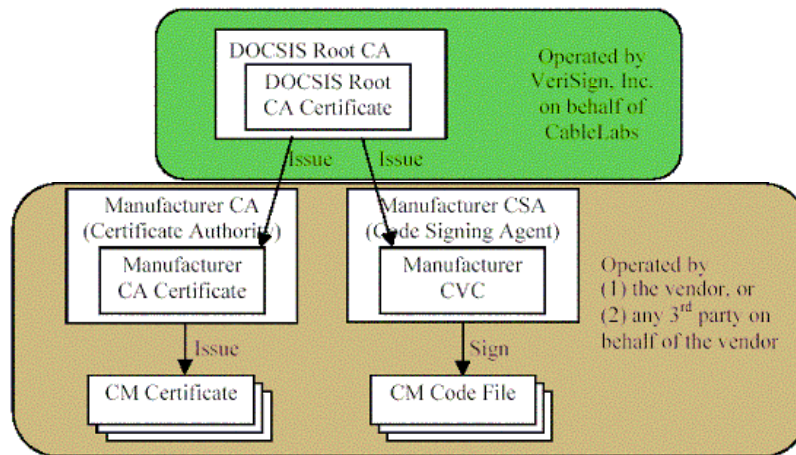 DOCSIS Root CA
DOCSIS Root
CA Certificate
Operated by
VeriSign, Inc.
on behalf of
CableLabs
Issue
Issue
Manufacturer CA
(Certificate Authority)
Manufacturer
CA Certificate
Manufacturer CSA
(Code Signing Agent)
Manufacturer
CVC
Operated by
(1) the vendor, or
(2) any 3rd party on
behalf of the vendor
Issue
Sign
CM Certificate
CM Code File